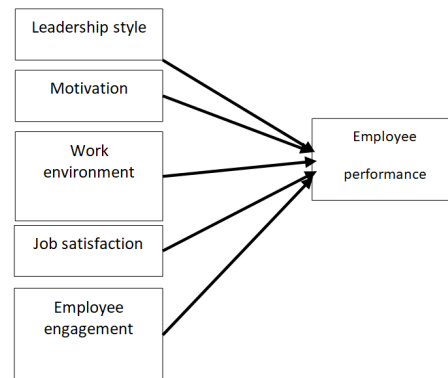 Leadership style
Motivation
Work
environment
Job satisfaction
Employee
engagement
Employee
performance